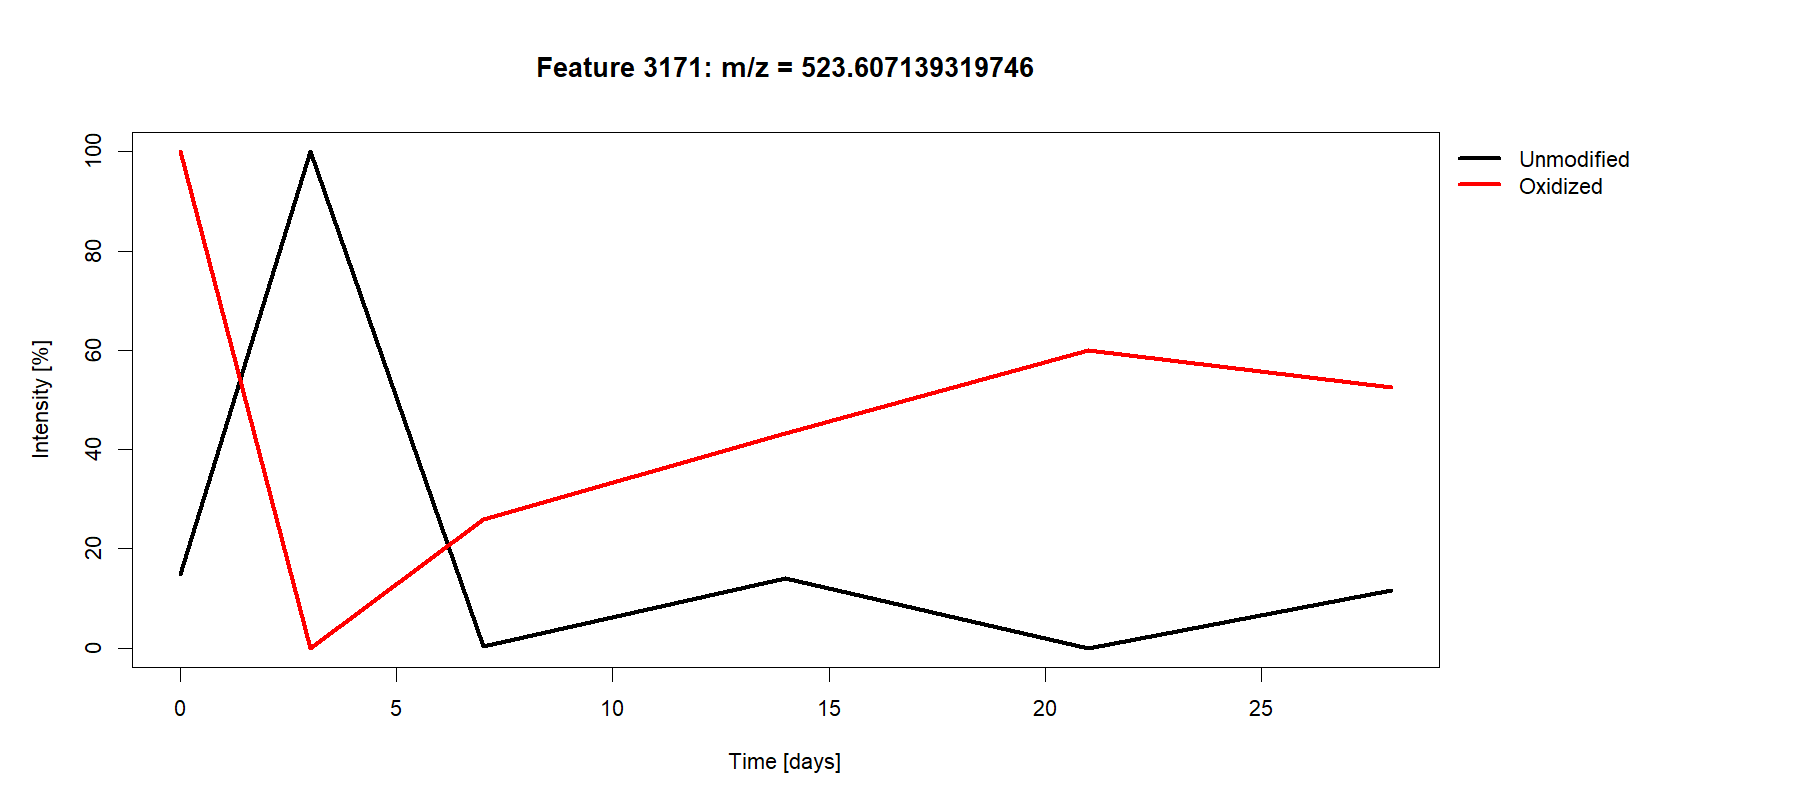 Feature 3171: m/z = 523.607139319746
Unmodified
Oxidized
Intensity [%]
100
80
60
40
20
0
0 5 10 15 20 25
Time [days]